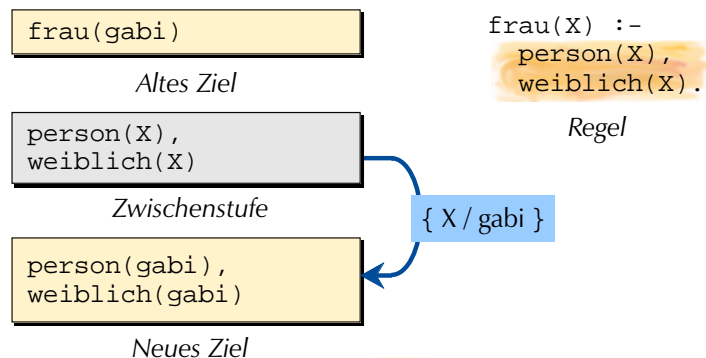 frau(gabi)
Altes Ziel
frau(X) :-
person(X),
weiblich(X).
Regel
person(X),
weiblich(X)
Zwischenstufe
{ X / gabi }
person(gabi),
weiblich(gabi)
Neues Ziel